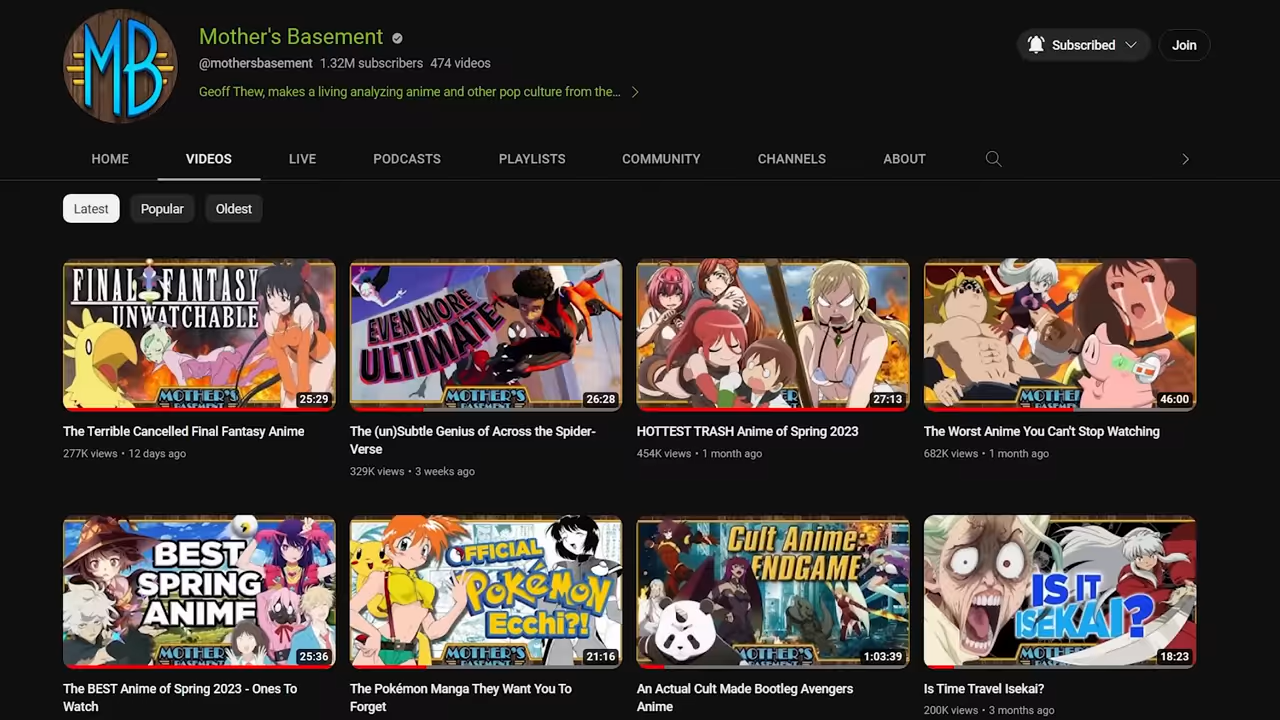 MB
Mother's Basement
@mothersbasement 1.32M subscribers 474 videos
Geoff Thew, makes a living analyzing anime and other pop culture from the...
Subscribed
Join
HOME VIDEOS LIVE PODCASTS PLAYLISTS COMMUNITY CHANNELS ABOUT
Latest Popular Oldest
FINAL FANTASY
UNWATCHABLE
MOTHER'S
BASEMENT
25:29
EVEN MORE
ULTIMATE
MOTHER'S
BASEMENT
26:28
27:13
46:00
The Terrible Cancelled Final Fantasy Anime
277K views • 12 days ago
The (un)Subtle Genius of Across the Spider-
Verse
329K views • 3 weeks ago
HOTTEST TRASH Anime of Spring 2023
454K views • 1 month ago
The Worst Anime You Can't Stop Watching
682K views • 1 month ago
BEST
SPRING
ANIME
MOTHER'S
BASEMENT
25:36
OFFICIAL
POKéMON
Ecchi?!
MOTHER'S
BASEMENT
21:16
Cult Anime:
ENDGAME
MOTHER'S
BASEMENT
1:03:39
IS IT
ISEKAI?
18:23
The BEST Anime of Spring 2023 - Ones To
Watch
The Pokémon Manga They Want You To
Forget
An Actual Cult Made Bootleg Avengers
Anime
Is Time Travel Isekai?
200K views • 3 months ago